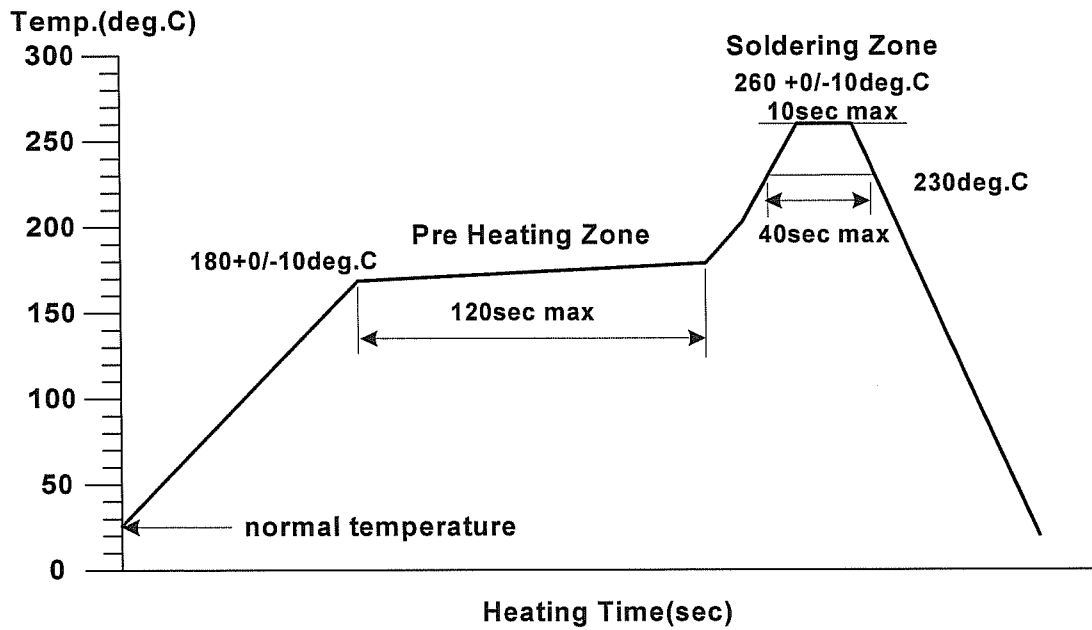 Temp.(deg.C)
300
250
200
150
100
50
0
Soldering Zone
260 +0/-10deg.C
10sec max
230deg.C
40sec max
Pre Heating Zone
180+0/-10deg.C
120sec max
normal temperature
Heating Time(sec)